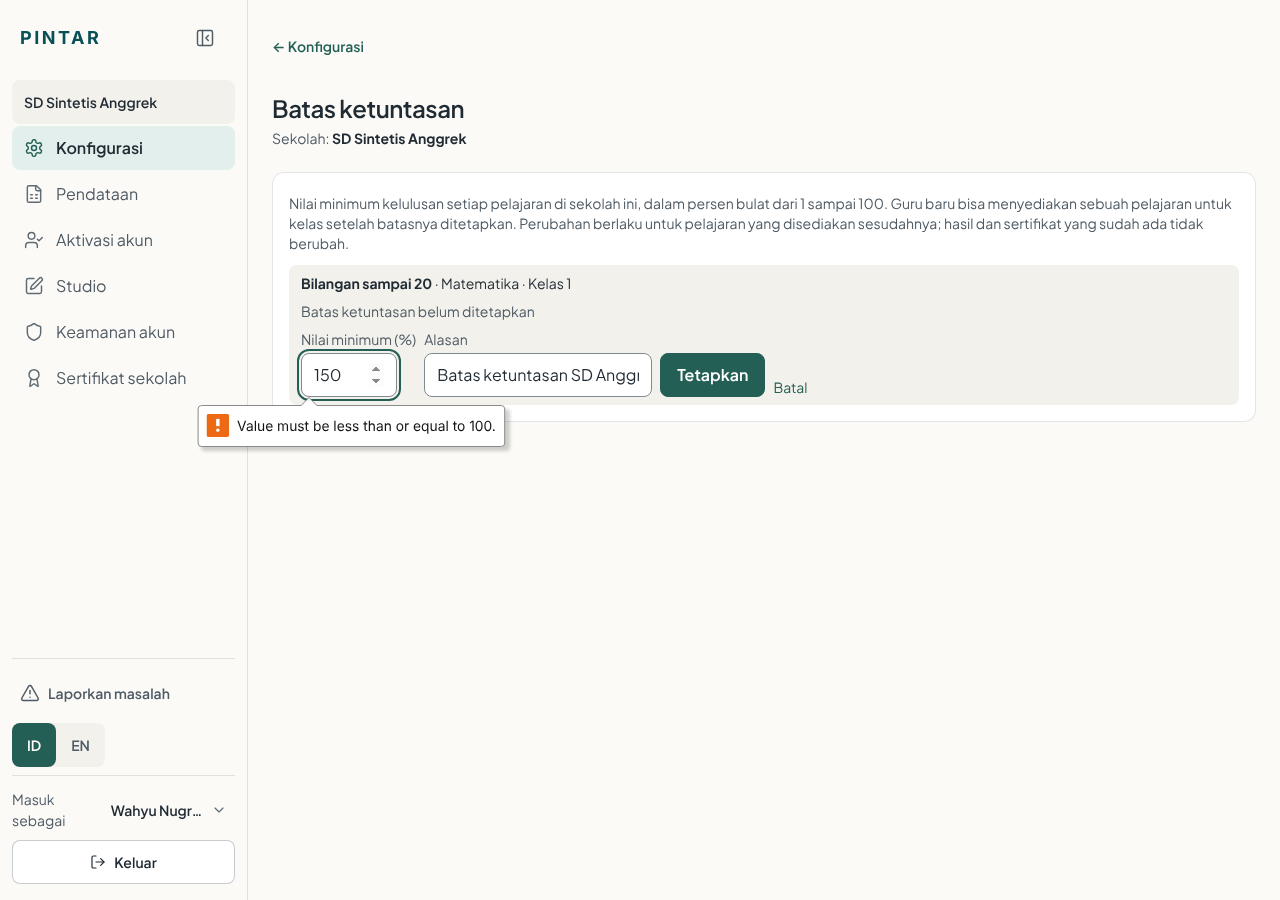 PINTAR
SD Sintetis Anggrek
Konfigurasi
Pendataan
Aktivasi akun
Studio
Keamanan akun
Sertifikat sekolah
Laporkan masalah
ID EN
Masuk sebagai
Wahyu Nugr...
Keluar
← Konfigurasi
Batas ketuntasan
Sekolah: SD Sintetis Anggrek
Nilai minimum kelulusan setiap pelajaran di sekolah ini, dalam persen bulat dari 1 sampai 100. Guru baru bisa menyediakan sebuah pelajaran untuk
kelas setelah batasnya ditetapkan. Perubahan berlaku untuk pelajaran yang disediakan sesudahnya; hasil dan sertifikat yang sudah ada tidak
berubah.
Bilangan sampai 20 · Matematika · Kelas 1
Batas ketuntasan belum ditetapkan
Nilai minimum (%) Alasan
150 Batas ketuntasan SD Anggr Tetapkan Batal
Value must be less than or equal to 100.